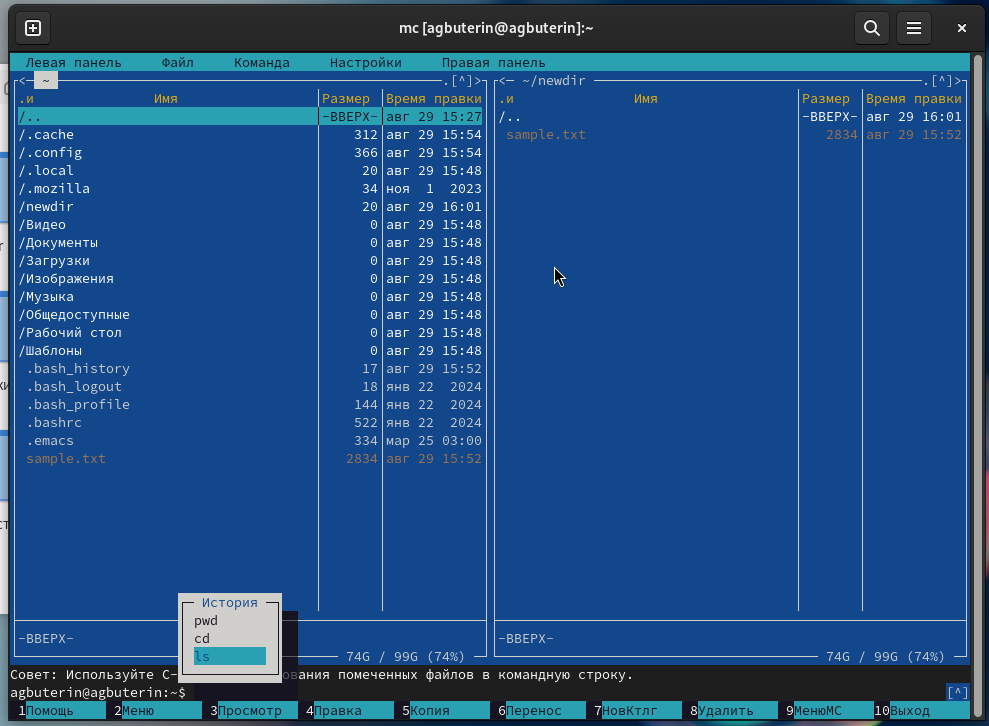 mc [agbuterin@agbuterin]:~
Левая панель Файл Команда Настройки Правая панель
<─ ~ .[^]> <─ ~/newdir .[^]>
.и Имя Размер Время правки .и Имя Размер Время правки
/.. -ВВЕРХ- авг 29 15:27 /.. -ВВЕРХ- авг 29 16:01
/.cache 312 авг 29 15:54 sample.txt 2834 авг 29 15:52
/.config 366 авг 29 15:54
/.local 20 авг 29 15:48
/.mozilla 34 ноя 1 2023
/newdir 20 авг 29 16:01
/Видео 0 авг 29 15:48
/Документы 0 авг 29 15:48
/Загрузки 0 авг 29 15:48
/Изображения 0 авг 29 15:48
/Музыка 0 авг 29 15:48
/Общедоступные 0 авг 29 15:48
/Рабочий стол 0 авг 29 15:48
/Шаблоны 0 авг 29 15:48
.bash_history 17 авг 29 15:52
.bash_logout 18 янв 22 2024
.bash_profile 144 янв 22 2024
.bashrc 522 янв 22 2024
.emacs 334 мар 25 03:00
sample.txt 2834 авг 29 15:52
История
pwd
cd
ls
-ВВЕРХ- -ВВЕРХ-
74G / 99G (74%) 74G / 99G (74%)
Совет: Используйте C- ования помеченных файлов в командную строку.
agbuterin@agbuterin:~$ [^]
1Помощь 2Меню 3Просмотр 4Правка 5Копия 6Перенос 7НовКтлг 8Удалить 9МенюМС 10Выход